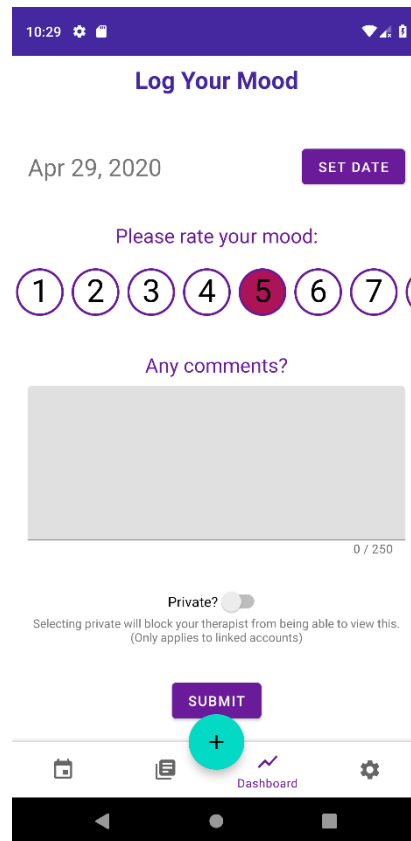 10:29
Log Your Mood
Apr 29, 2020 SET DATE
Please rate your mood:
1 2 3 4 5 6 7
Any comments?
0 / 250
Private?
Selecting private will block your therapist from being able to view this.
(Only applies to linked accounts)
SUBMIT
+
Dashboard